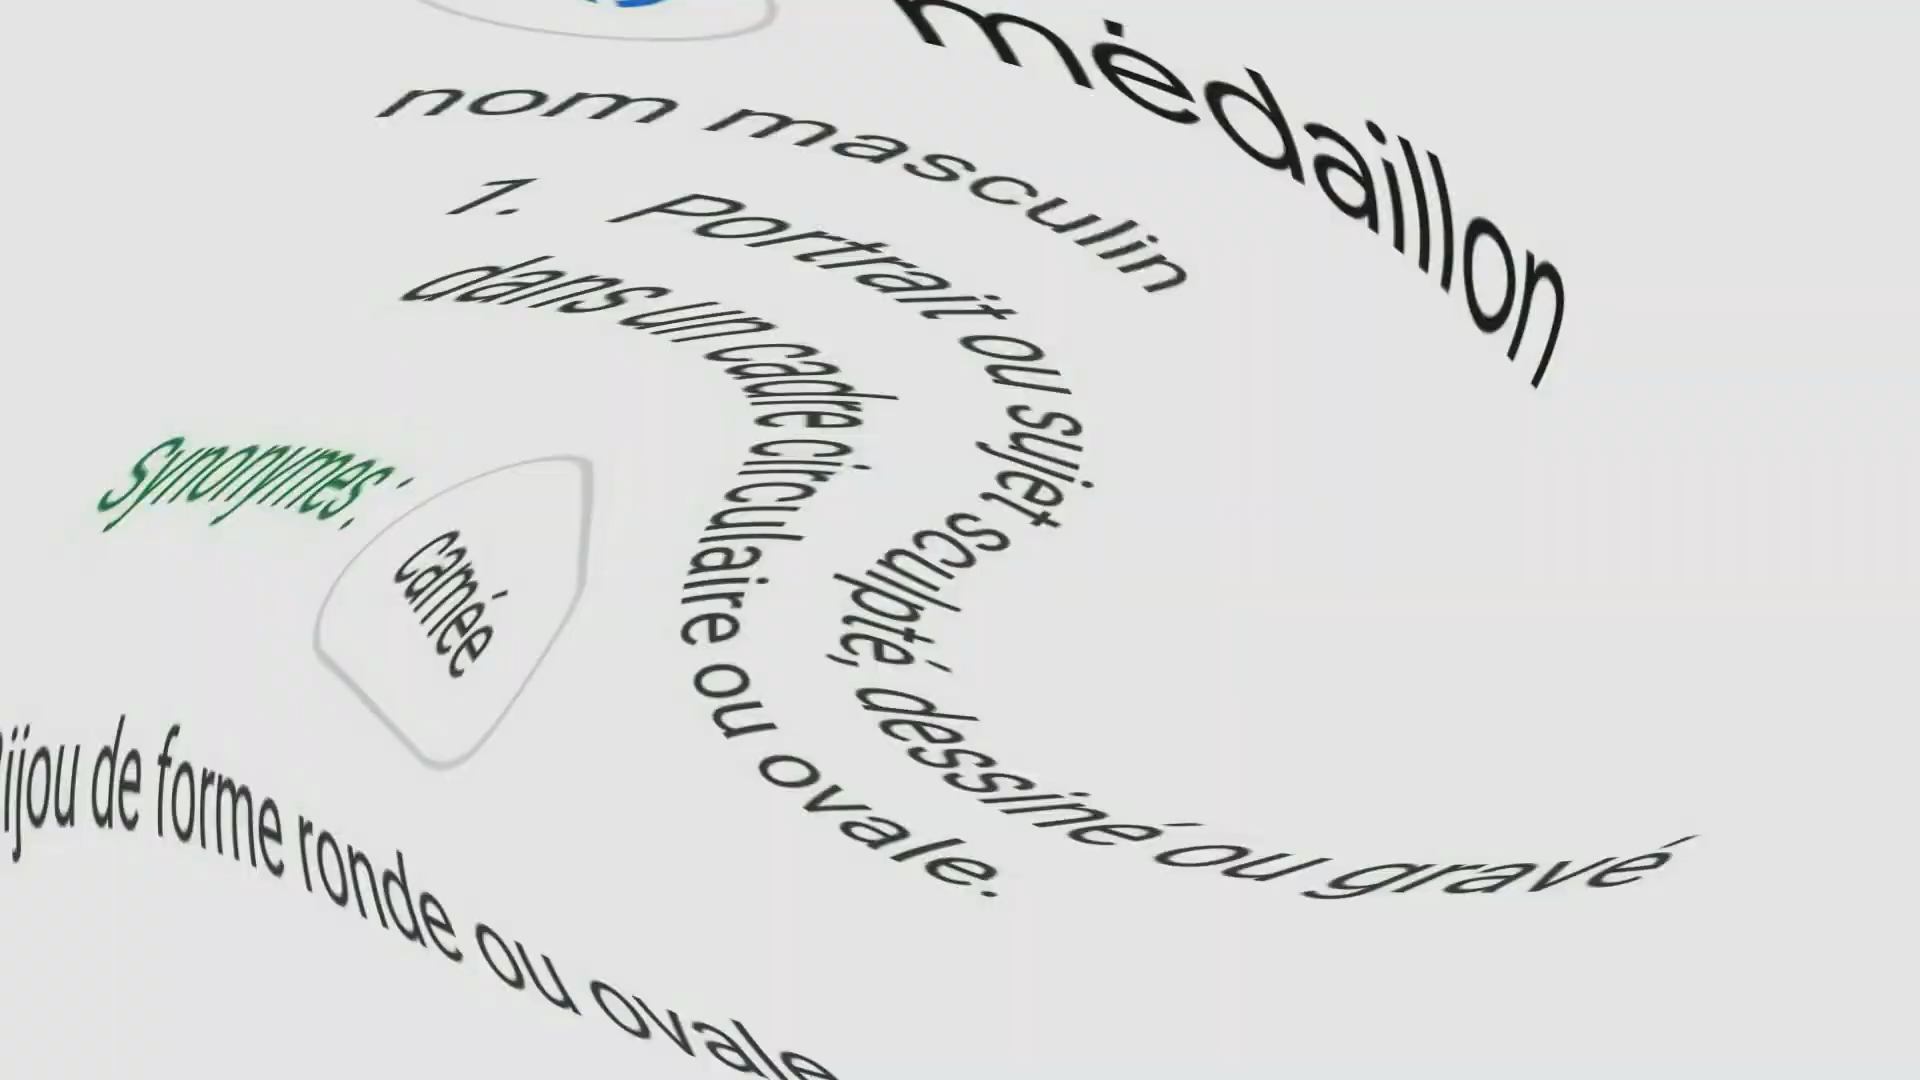 médaillon
nom masculin
1. Portrait ou sujet sculpté, dessiné ou gravé
dans un cadre circulaire ou ovale.
synonymes:
camée
ijou de forme ronde ou ovale